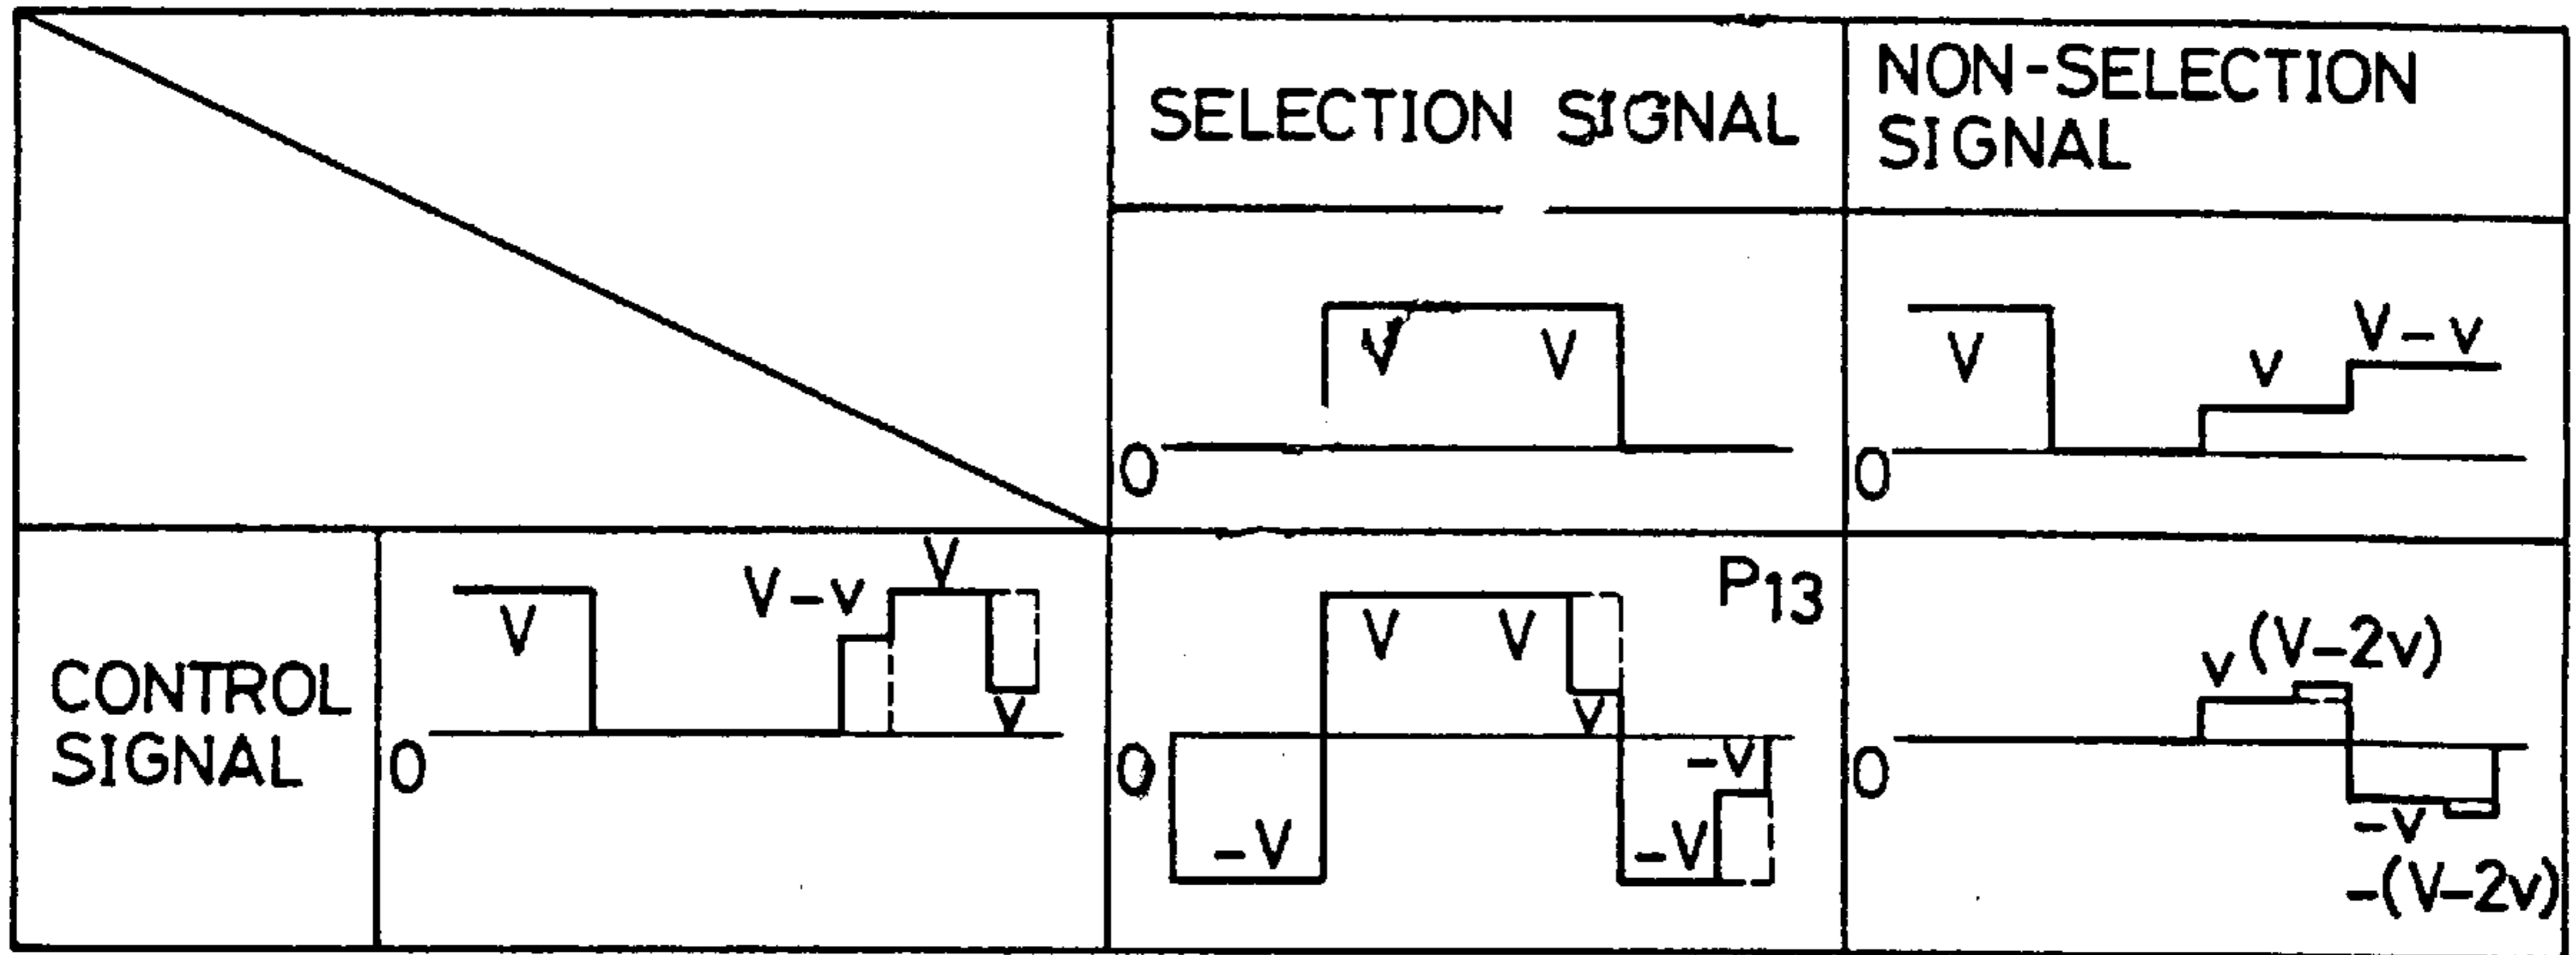 SELECTION SIGNAL
NON-SELECTION
SIGNAL
V V
0
V v V-v
0
CONTROL
SIGNAL
V V-v V
v
0
P13
V V
v
-v
0
-V -V
v (V-2v)
0
-v
-(V-2v)